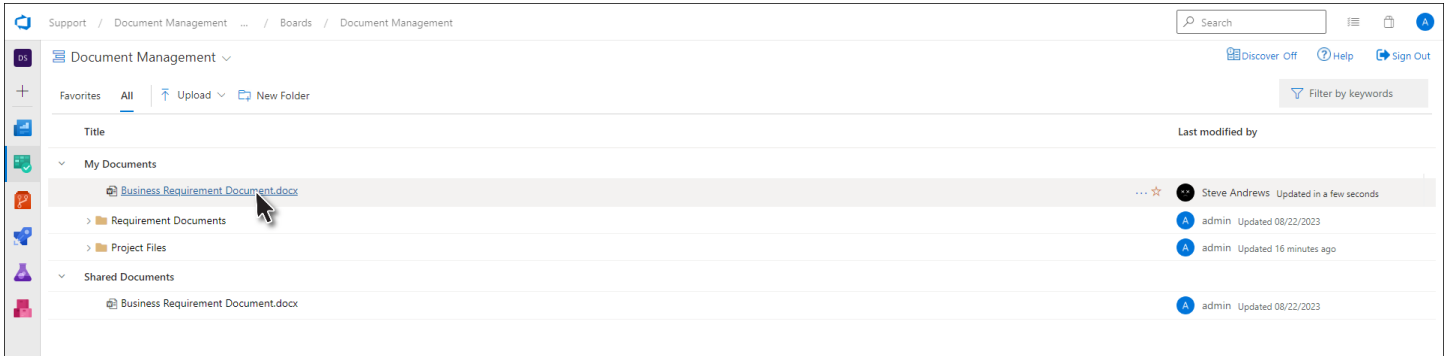 Support / Document Management ... / Boards / Document Management Search A
DS Document Management Discover Off ? Help Sign Out
Favorites All Upload New Folder Filter by keywords
Title Last modified by
My Documents
Business Requirement Document.docx ... Steve Andrews Updated in a few seconds
Requirement Documents A admin Updated 08/22/2023
Project Files A admin Updated 16 minutes ago
Shared Documents
Business Requirement Document.docx A admin Updated 08/22/2023